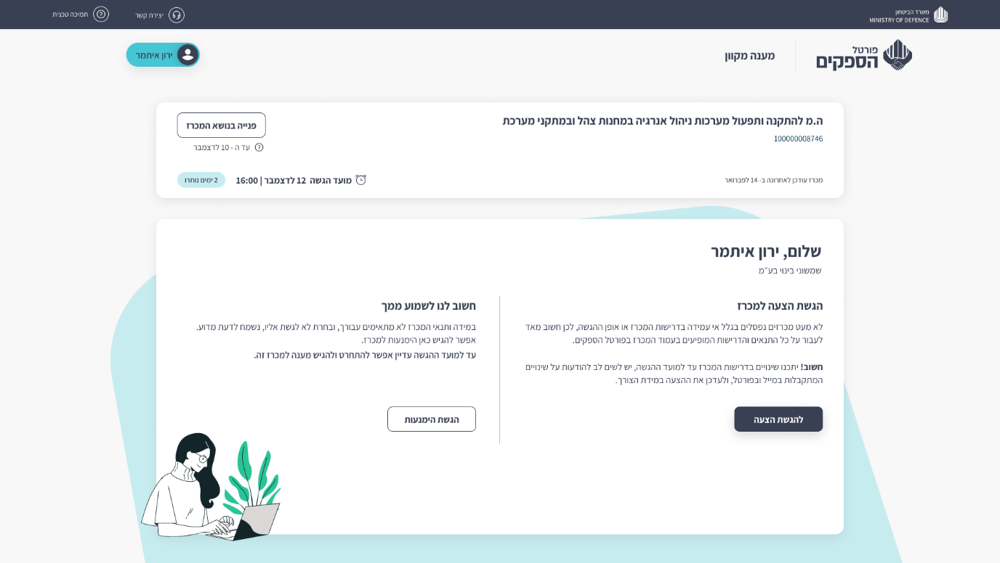 משרד הביטחון
MINISTRY OF DEFENCE
יצירת קשר
תמיכה טכנית
פורטל
הספקים
מענה מקוון
ירון איתמר
ה.מ להתקנה ותפעול מערכות ניהול אנרגיה במחנות צהל ובמתקני מערכת
100000008746
פנייה בנושא המכרז
עד ה - 10 לדצמבר
מכרז עודכן לאחרונה ב- 14 לפברואר
מועד הגשה 12 לדצמבר | 16:00
2 ימים נותרו
שלום, ירון איתמר
שמשוני בינוי בע״מ
הגשת הצעה למכרז
לא מעט מכרזים נפסלים בגלל אי עמידה בדרישות המכרז או אופן ההגשה, לכן חשוב מאד
לעבור על כל התנאים והדרישות המופיעים בעמוד המכרז בפורטל הספקים.
חשוב! יתכנו שינויים בדרישות המכרז עד למועד ההגשה, יש לשים לב להודעות על שינויים
המתקבלות במייל ובפורטל, ולעדכן את ההצעה במידת הצורך.
להגשת הצעה
חשוב לנו לשמוע ממך
במידה ותנאי המכרז לא מתאימים עבורך, ובחרת לא לגשת אליו, נשמח לדעת מדוע.
אפשר להגיש כאן הימנעות למכרז.
עד למועד ההגשה עדיין אפשר להתחרט ולהגיש מענה למכרז זה.
הגשת הימנעות